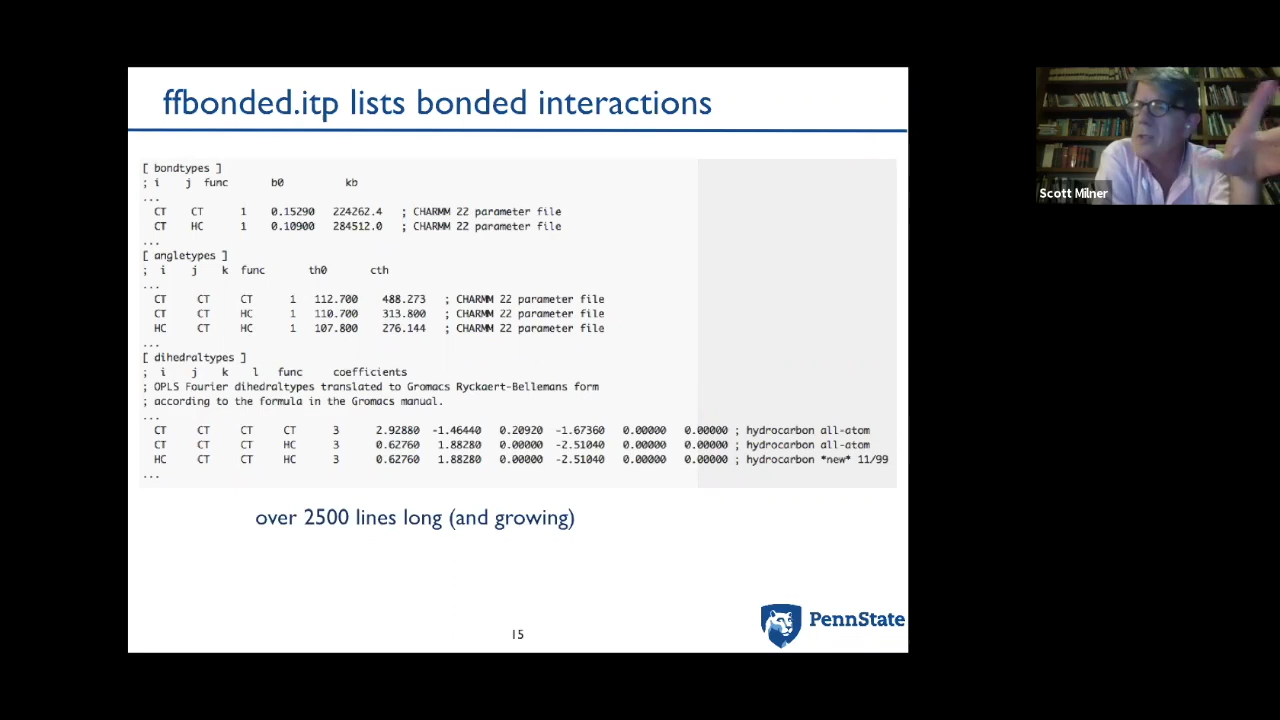 ffbonded.itp lists bonded interactions
[ bondtypes ]
; i j func b0 kb
...
CT CT 1 0.15290 224262.4 ; CHARMM 22 parameter file
CT HC 1 0.10900 284512.0 ; CHARMM 22 parameter file
...
[ angletypes ]
; i j k func th0 cth
...
CT CT CT 1 112.700 488.273 ; CHARMM 22 parameter file
CT CT HC 1 110.700 313.800 ; CHARMM 22 parameter file
HC CT HC 1 107.800 276.144 ; CHARMM 22 parameter file
...
[ dihedraltypes ]
; i j k l func coefficients
; OPLS Fourier dihedraltypes translated to Gromacs Ryckaert-Bellemans form
; according to the formula in the Gromacs manual.
...
CT CT CT CT 3 2.92880 -1.46440 0.20920 -1.67360 0.00000 0.00000 ; hydrocarbon all-atom
CT CT CT HC 3 0.62760 1.88280 0.00000 -2.51040 0.00000 0.00000 ; hydrocarbon all-atom
HC CT CT HC 3 0.62760 1.88280 0.00000 -2.51040 0.00000 0.00000 ; hydrocarbon *new* 11/99
...
over 2500 lines long (and growing)
15
PennState
Scott Milner